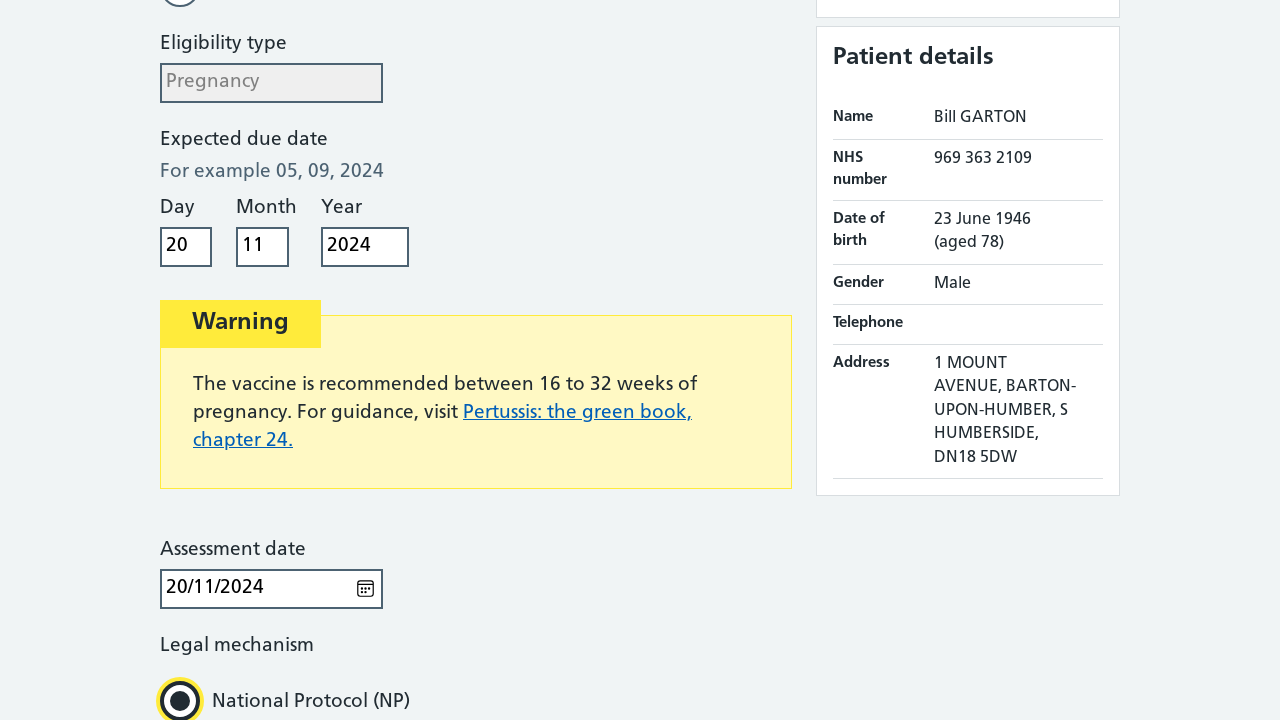 Eligibility type
Pregnancy
Expected due date
For example 05, 09, 2024
Day Month Year
20 11 2024
Warning
The vaccine is recommended between 16 to 32 weeks of
pregnancy. For guidance, visit Pertussis: the green book,
chapter 24.
Assessment date
20/11/2024
Legal mechanism
National Protocol (NP)
Patient details
Name Bill GARTON
NHS 969 363 2109
number
Date of 23 June 1946
birth (aged 78)
Gender Male
Telephone
Address 1 MOUNT
AVENUE, BARTON-
UPON-HUMBER, S
HUMBERSIDE,
DN18 5DW